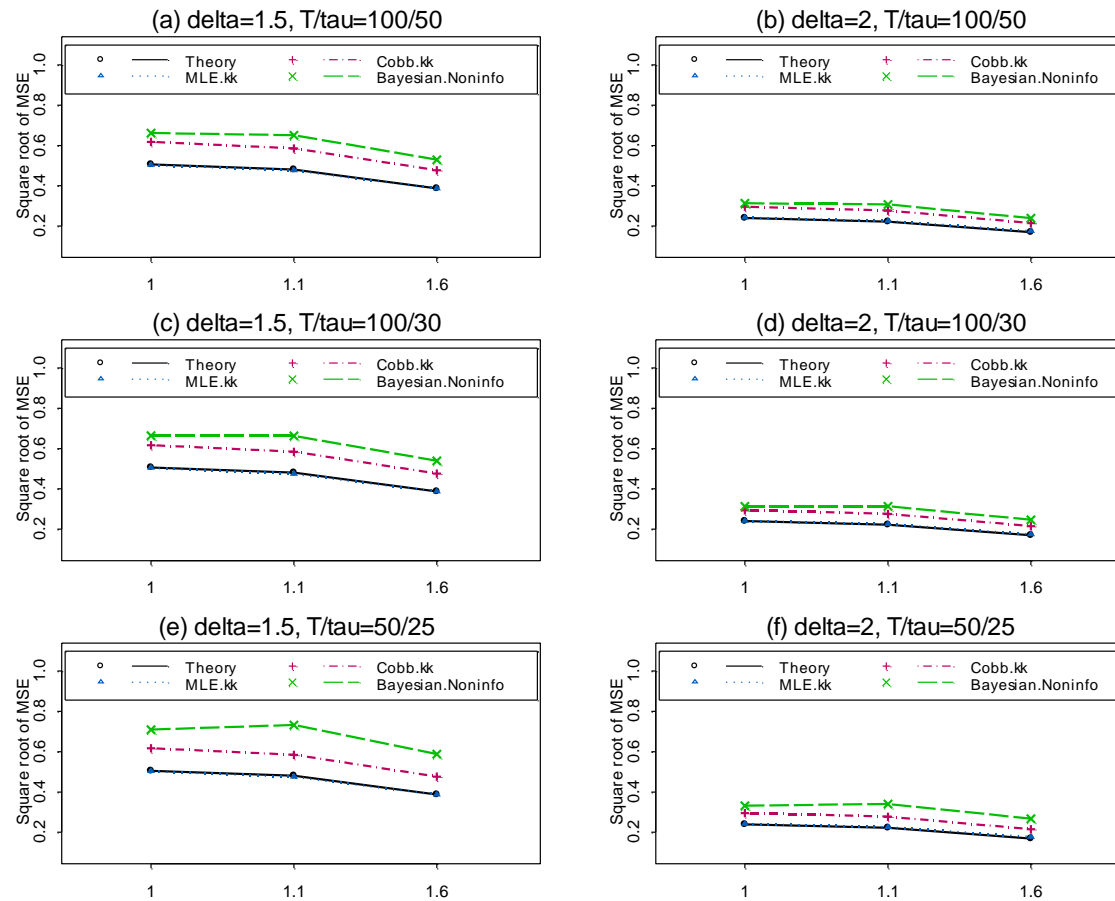 (a) delta=1.5, T/tau=100/50
Theory Cobb.kk
MLE.kk Bayesian.Noninfo
Square root of MSE
0.2 0.4 0.6 0.8 1.0
1 1.1 1.6
(b) delta=2, T/tau=100/50
Theory Cobb.kk
MLE.kk Bayesian.Noninfo
Square root of MSE
0.2 0.4 0.6 0.8 1.0
1 1.1 1.6
(c) delta=1.5, T/tau=100/30
Theory Cobb.kk
MLE.kk Bayesian.Noninfo
Square root of MSE
0.2 0.4 0.6 0.8 1.0
1 1.1 1.6
(d) delta=2, T/tau=100/30
Theory Cobb.kk
MLE.kk Bayesian.Noninfo
Square root of MSE
0.2 0.4 0.6 0.8 1.0
1 1.1 1.6
(e) delta=1.5, T/tau=50/25
Theory Cobb.kk
MLE.kk Bayesian.Noninfo
Square root of MSE
0.2 0.4 0.6 0.8 1.0
1 1.1 1.6
(f) delta=2, T/tau=50/25
Theory Cobb.kk
MLE.kk Bayesian.Noninfo
Square root of MSE
0.2 0.4 0.6 0.8 1.0
1 1.1 1.6